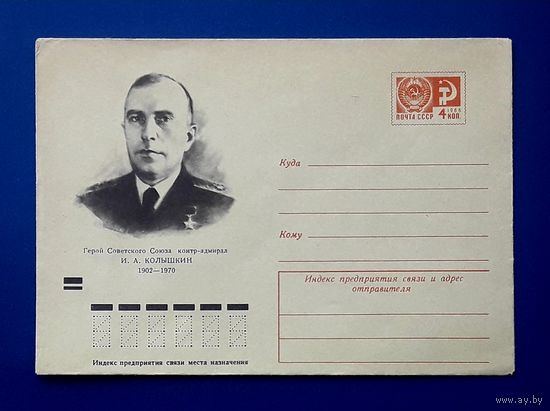 1966
ПОЧТА СССР 4 КОП.
Куда
Кому
Герой Советского Союза контр-адмирал
И. А. КОЛЫШКИН
1902—1970
Индекс предприятия связи и адрес
отправителя
Индекс предприятия связи места назначения
www.ay.by